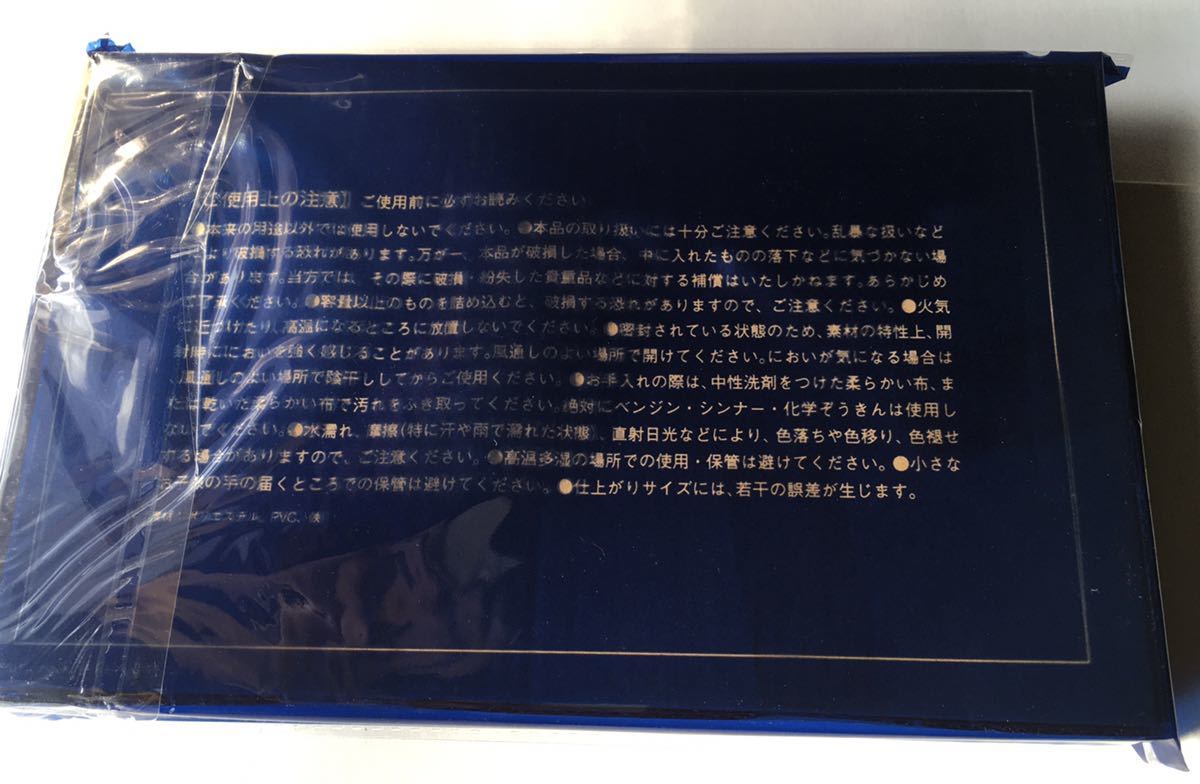 【ご使用上の注意】 ご使用前に必ずお読みください
●本来の用途以外では使用しないでください。●本品の取り扱いには十分ご注意ください。乱暴な扱いなど
により破損する恐れがあります。万が一、本品が破損した場合、中に入れたものの落下などに気づかない場
合があります。当方では、その際に破損・紛失した貴重品などに対する補償はいたしかねます。あらかじめ
ご了承ください。●容量以上のものを詰め込むと、破損する恐れがありますので、ご注意ください。●火気
に近づけたり、高温になるところに放置しないでください。●密封されている状態のため、素材の特性上、開
封時ににおいを強く感じることがあります。風通しのよい場所で開けてください。においが気になる場合は
、風通しのよい場所で陰干ししてからご使用ください。●お手入れの際は、中性洗剤をつけた柔らかい布、ま
たは乾いた柔らかい布で汚れをふき取ってください。絶対にベンジン・シンナー・化学ぞうきんは使用し
ないでください。●水濡れ、摩擦(特に汗や雨で濡れた状態)、直射日光などにより、色落ちや色移り、色褪せ
する場合がありますので、ご注意ください。●高温多湿の場所での使用・保管は避けてください。●小さな
お子様の手の届くところでの保管は避けてください。●仕上がりサイズには、若干の誤差が生じます。
素材：ポリエステル、PVC、鉄